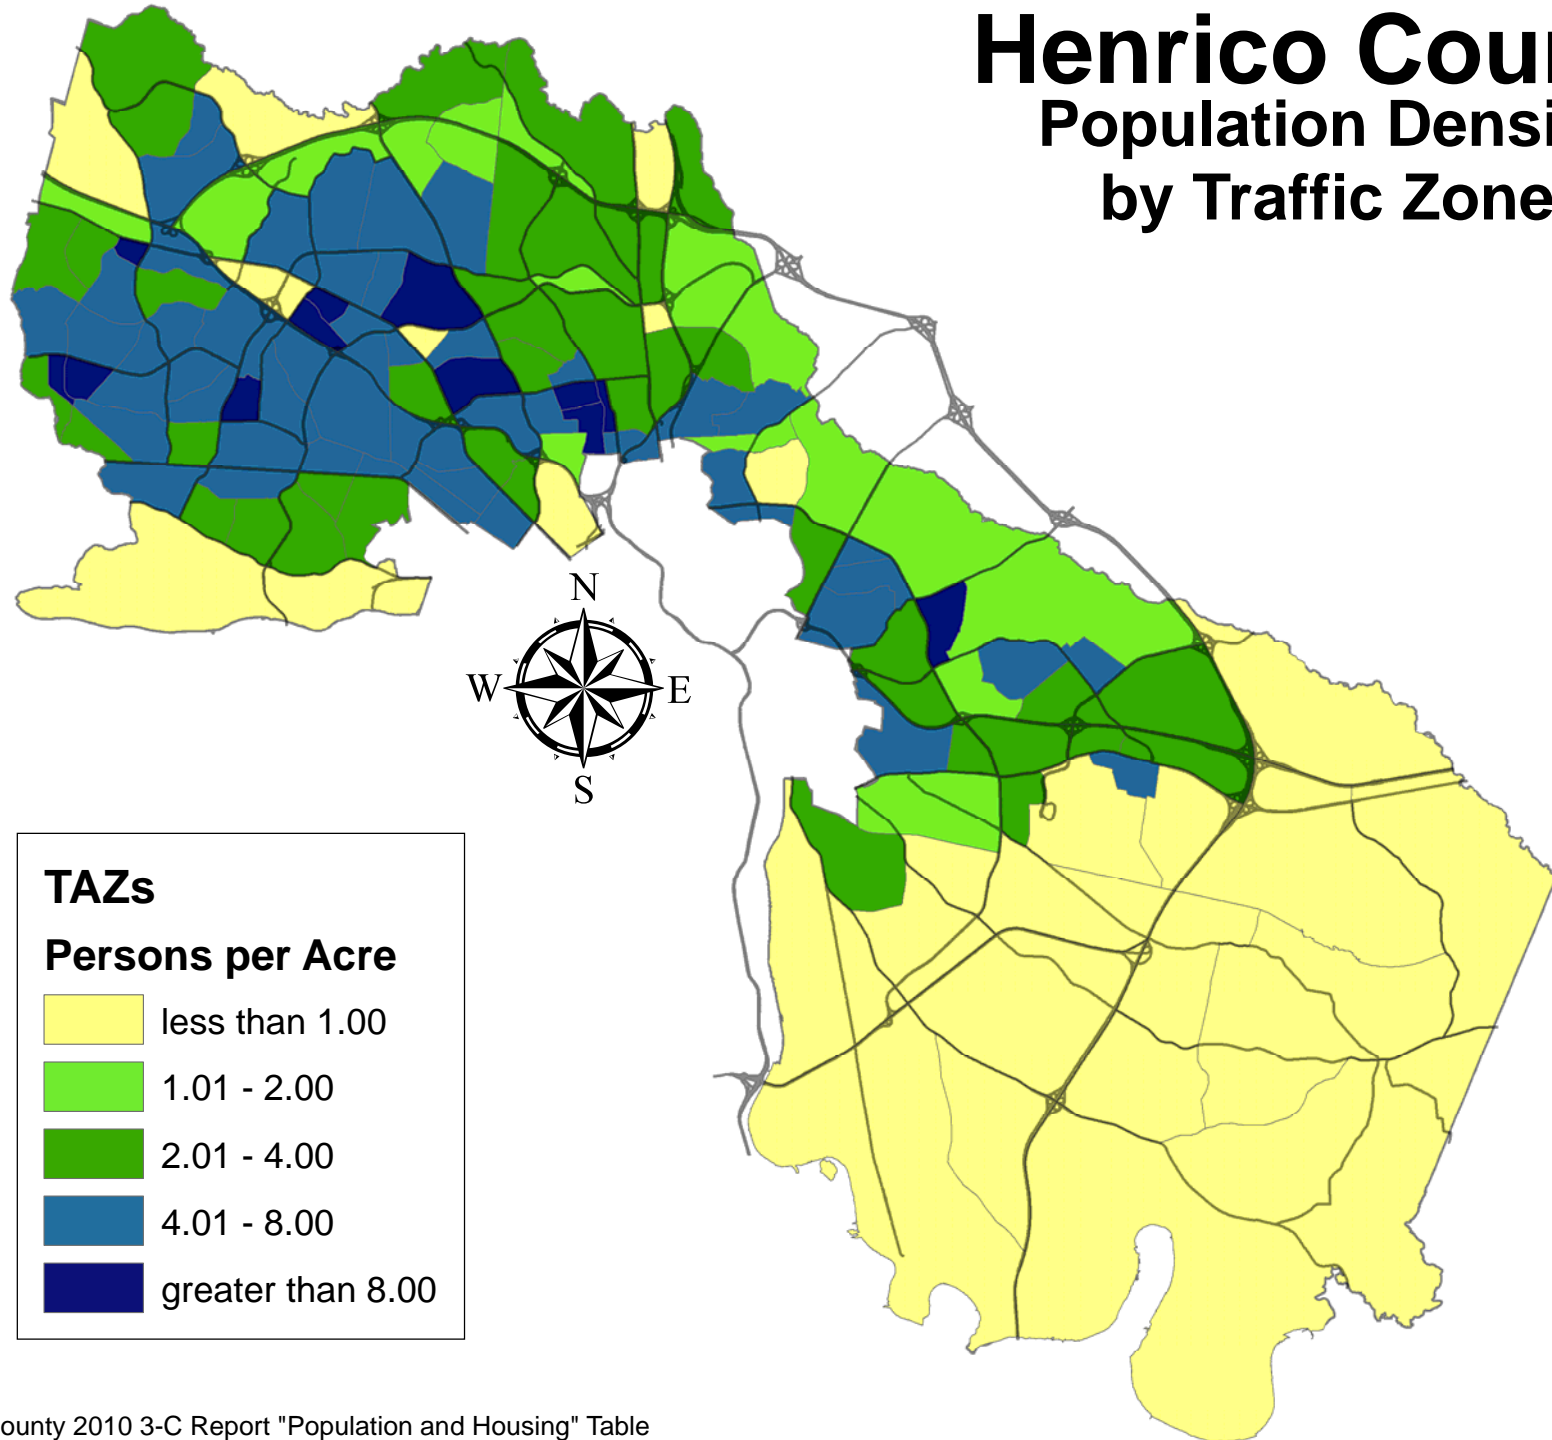 Henrico Coun
Population Densi
by Traffic Zone
N
W
E
S
TAZs
Persons per Acre
less than 1.00
1.01 - 2.00
2.01 - 4.00
4.01 - 8.00
greater than 8.00
ounty 2010 3-C Report "Population and Housing" Table